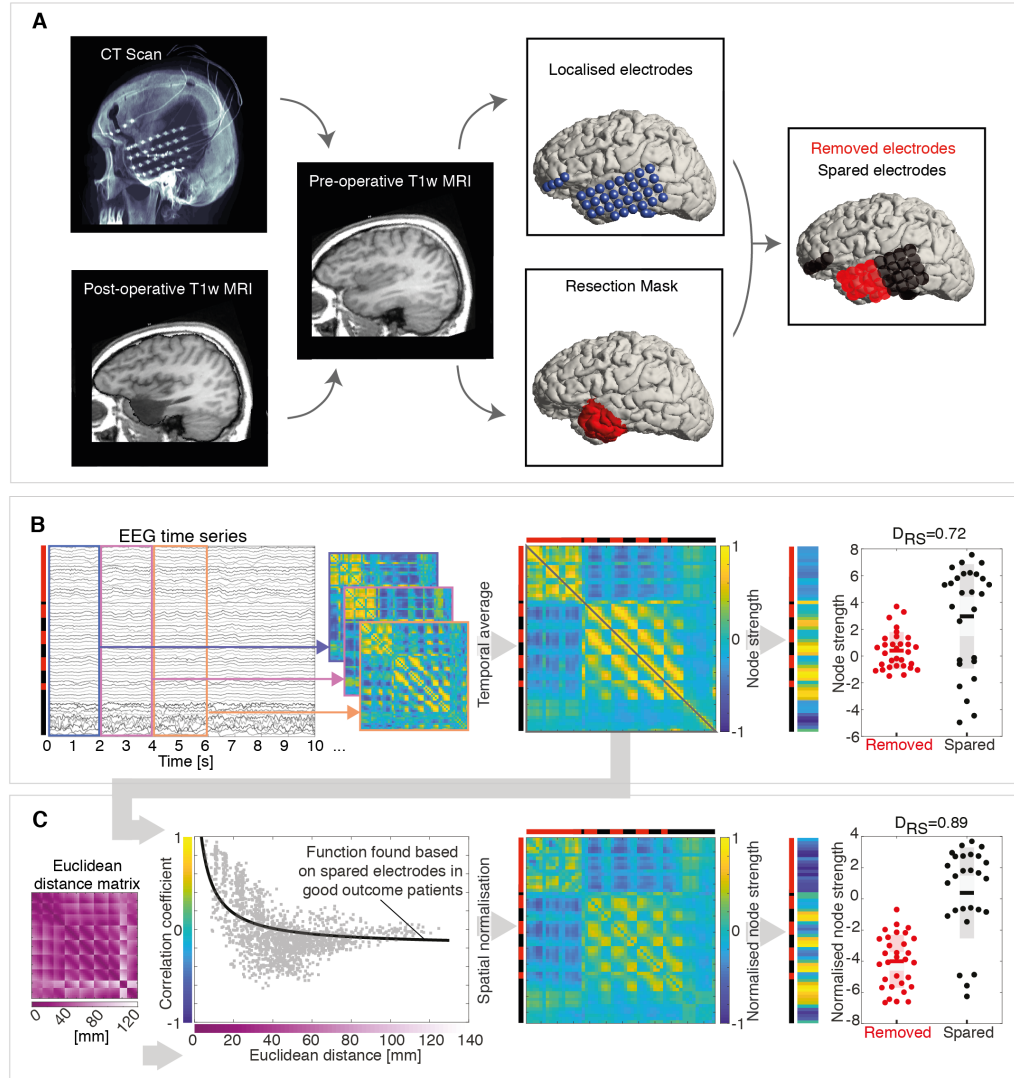 A
CT Scan
Post-operative T1w MRI
Pre-operative T1w MRI
Localised electrodes
Resection Mask
Removed electrodes
Spared electrodes
B
EEG time series
0 1 2 3 4 5 6 7 8 9 10 ...
Time [s]
Temporal average
1
0
-1
Node strength
D_RS=0.72
Node strength
8
6
4
2
0
-2
-4
-6
Removed Spared
C
Euclidean
distance matrix
0 40 80 120
[mm]
Correlation coefficient
1
0
-1
Function found based
on spared electrodes in
good outcome patients
0 20 40 60 80 100 120 140
Euclidean distance [mm]
Spatial normalisation
1
0
-1
Normalised node strength
D_RS=0.89
Normalised node strength
4
2
0
-2
-4
-6
-8
Removed Spared